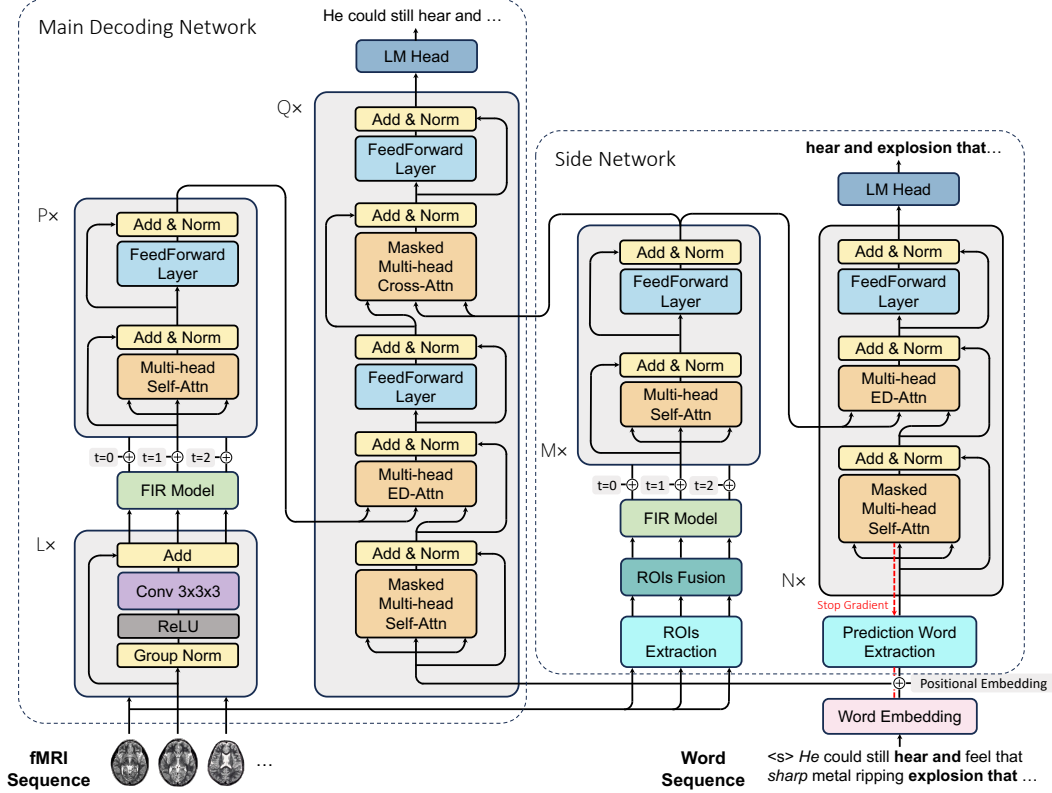 Main Decoding Network
He could still hear and ...
LM Head
Q×
Add & Norm
FeedForward
Layer
Add & Norm
Masked
Multi-head
Cross-Attn
Add & Norm
FeedForward
Layer
Add & Norm
Multi-head
ED-Attn
Add & Norm
Masked
Multi-head
Self-Attn
P×
Add & Norm
FeedForward
Layer
Add & Norm
Multi-head
Self-Attn
t=0
t=1
t=2
FIR Model
L×
Add
Conv 3x3x3
ReLU
Group Norm
fMRI
Sequence
...
Side Network
hear and explosion that...
LM Head
Add & Norm
FeedForward
Layer
Add & Norm
Multi-head
Self-Attn
M×
t=0
t=1
t=2
FIR Model
ROIs Fusion
ROIs
Extraction
Add & Norm
FeedForward
Layer
Add & Norm
Multi-head
ED-Attn
Add & Norm
Masked
Multi-head
Self-Attn
N×
Stop Gradient
Prediction Word
Extraction
Positional Embedding
Word Embedding
Word
Sequence
<s> He could still hear and feel that
sharp metal ripping explosion that ...